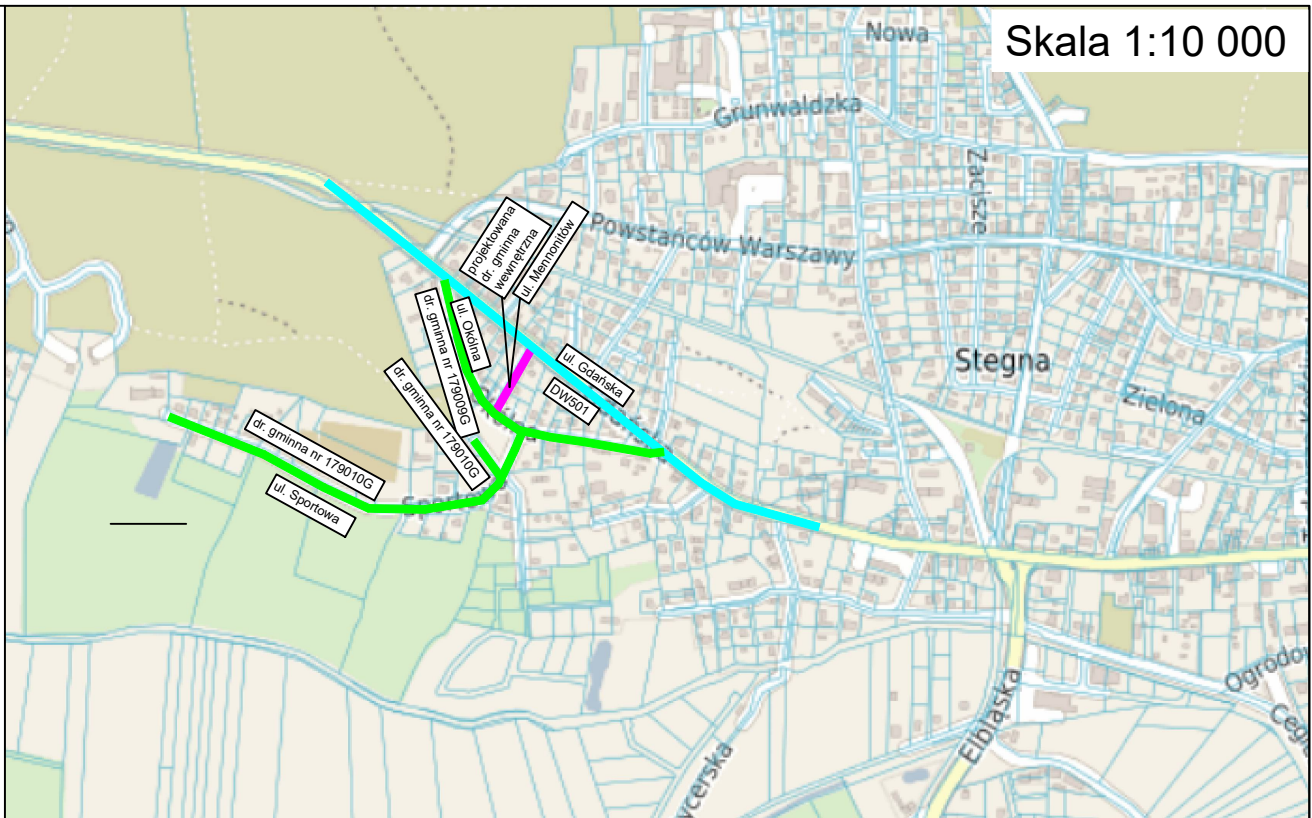 Skala 1:10 000
Nowa
Grunwaldzka
Zacisze
Powstańców Warszawy
projektowana
dr. gminna
wewnętrzna
ul. Mennonitów
ul. Okólna
dr. gminna nr 179009G
dr. gminna nr 179010G
ul. Gdańska
DW501
Stegna
Zielona
dr. gminna nr 179010G
ul. Sportowa
Elbląska